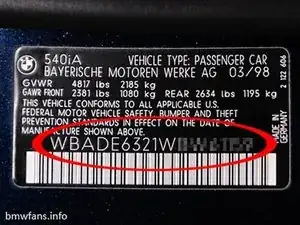 540iA VEHICLE TYPE: PASSENGER CAR
BAYERISCHE MOTOREN WERKE AG 03/98
GVWR 4817 lbs 2185 kg
GAWR FRONT 2381 lbs 1080 kg REAR 2634 lbs 1195 kg
THIS VEHICLE CONFORMS TO ALL APPLICABLE U.S.
FEDERAL MOTOR VEHICLE SAFETY, BUMPER, AND THEFT
PREVENTION STANDARDS IN EFFECT ON THE DATE OF
MANUFACTURE SHOWN ABOVE.
WBADE6321W
MADE IN
GERMANY
2 122 606
bmwfans.info